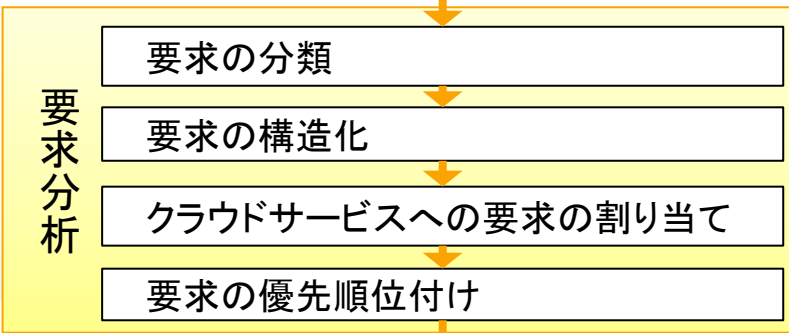 要求分析
要求の分類
要求の構造化
クラウドサービスへの要求の割り当て
要求の優先順位付け